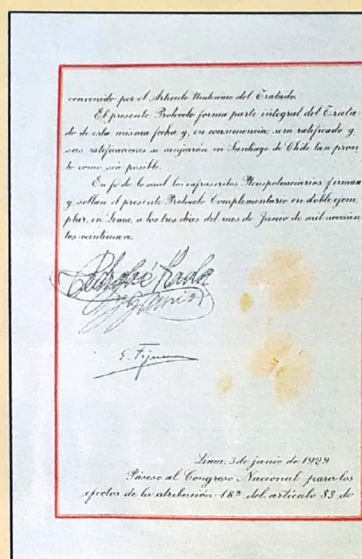 convenido por el Artículo Undécimo del Tratado.
El presente Protocolo forma parte integral del Trata-
do de esta misma fecha y, en consecuencia, será ratificado y
sus ratificaciones se canjearán en Santiago de Chile tan pron-
to como sea posible.
En fe de lo cual los infrascritos Plenipotenciarios firman
y sellan el presente Protocolo Complementario en doble ejem-
plar, en Lima, a los tres días del mes de Junio de mil novecien-
tos veintinueve.
Lima, 3 de junio de 1929
Pásese al Congreso Nacional para los
efectos de la atribución 18ª del artículo 83 de